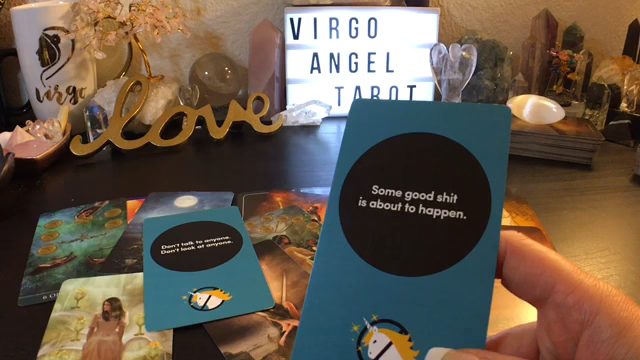 VIRGO
ANGEL
TAROT
virgo
love
Some good shit
is about to happen.
Don't talk to anyone.
Don't look at anyone.